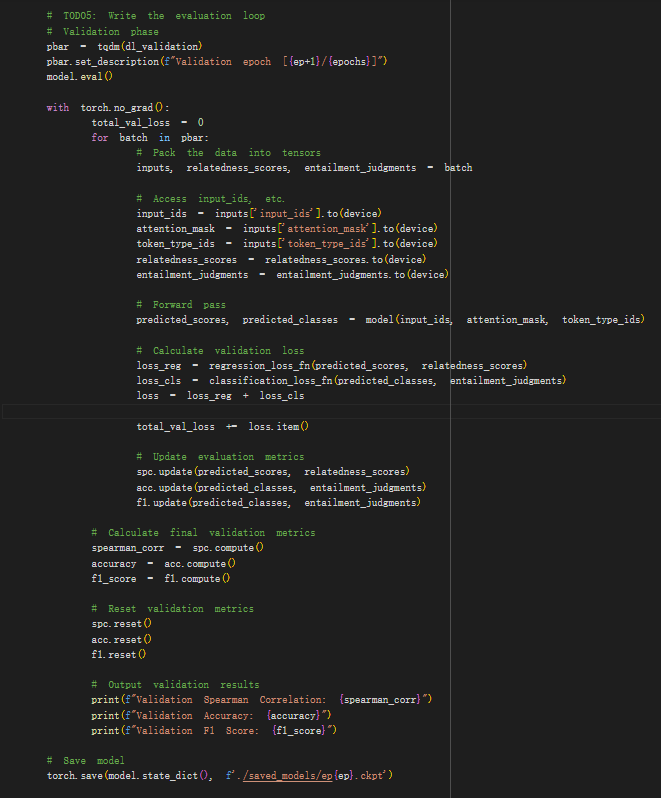 # TODO5: Write the evaluation loop
# Validation phase
pbar = tqdm(dl_validation)
pbar.set_description(f"Validation epoch [{ep+1}/{epochs}]")
model.eval()
with torch.no_grad():
total_val_loss = 0
for batch in pbar:
# Pack the data into tensors
inputs, relatedness_scores, entailment_judgments = batch
# Access input_ids, etc.
input_ids = inputs['input_ids'].to(device)
attention_mask = inputs['attention_mask'].to(device)
token_type_ids = inputs['token_type_ids'].to(device)
relatedness_scores = relatedness_scores.to(device)
entailment_judgments = entailment_judgments.to(device)
# Forward pass
predicted_scores, predicted_classes = model(input_ids, attention_mask, token_type_ids)
# Calculate validation loss
loss_reg = regression_loss_fn(predicted_scores, relatedness_scores)
loss_cls = classification_loss_fn(predicted_classes, entailment_judgments)
loss = loss_reg + loss_cls
total_val_loss += loss.item()
# Update evaluation metrics
spc.update(predicted_scores, relatedness_scores)
acc.update(predicted_classes, entailment_judgments)
f1.update(predicted_classes, entailment_judgments)
# Calculate final validation metrics
spearman_corr = spc.compute()
accuracy = acc.compute()
f1_score = f1.compute()
# Reset validation metrics
spc.reset()
acc.reset()
f1.reset()
# Output validation results
print(f"Validation Spearman Correlation: {spearman_corr}")
print(f"Validation Accuracy: {accuracy}")
print(f"Validation F1 Score: {f1_score}")
# Save model
torch.save(model.state_dict(), f'./saved_models/ep{ep}.ckpt')